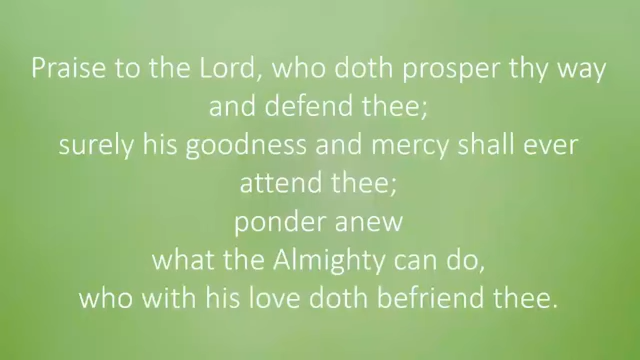 Praise to the Lord, who doth prosper thy way
and defend thee;
surely his goodness and mercy shall ever
attend thee;
ponder anew
what the Almighty can do,
who with his love doth befriend thee.